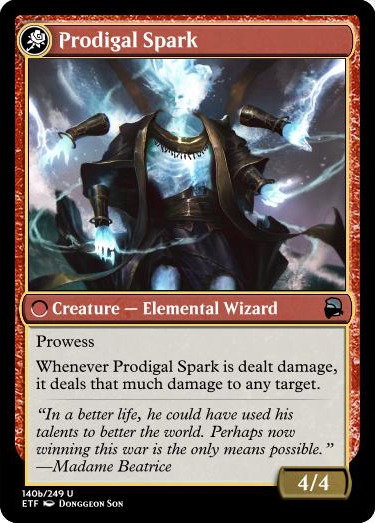 Prodigal Spark
Creature — Elemental Wizard
Prowess
Whenever Prodigal Spark is dealt damage,
it deals that much damage to any target.
“In a better life, he could have used his
talents to better the world. Perhaps now
winning this war is the only means possible.”
—Madame Beatrice
4/4
140b/249 U
ETF Donggeon Son